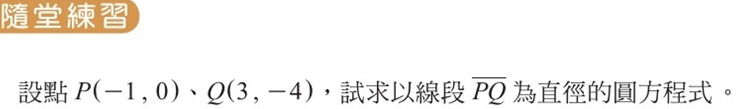 隨堂練習
設點 P(−1 , 0)、Q(3 , −4)，試求以線段 \overline{PQ} 為直徑的圓方程式。